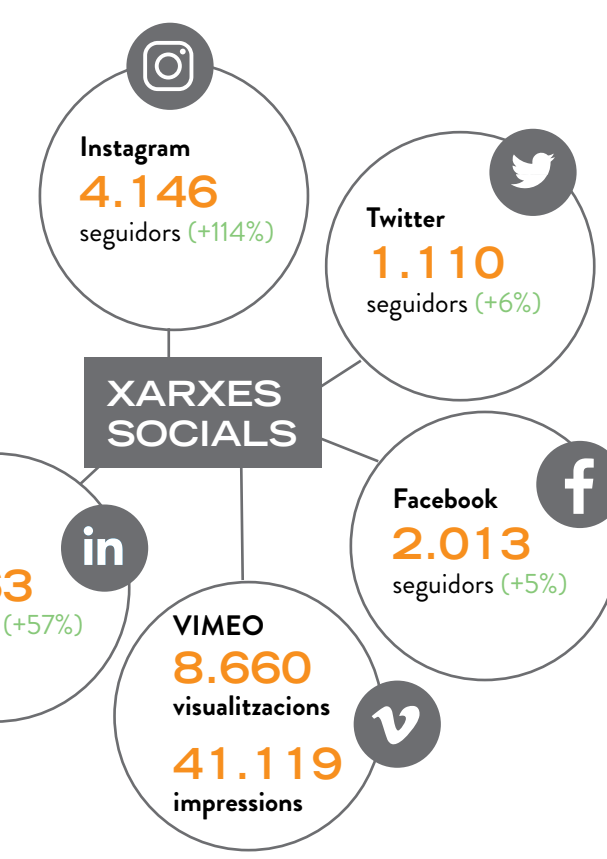 Instagram
4.146
seguidors (+114%)
Twitter
1.110
seguidors (+6%)
XARXES
SOCIALS
Facebook
2.013
seguidors (+5%)
in
(+57%)
VIMEO
8.660
visualitzacions
41.119
impressions